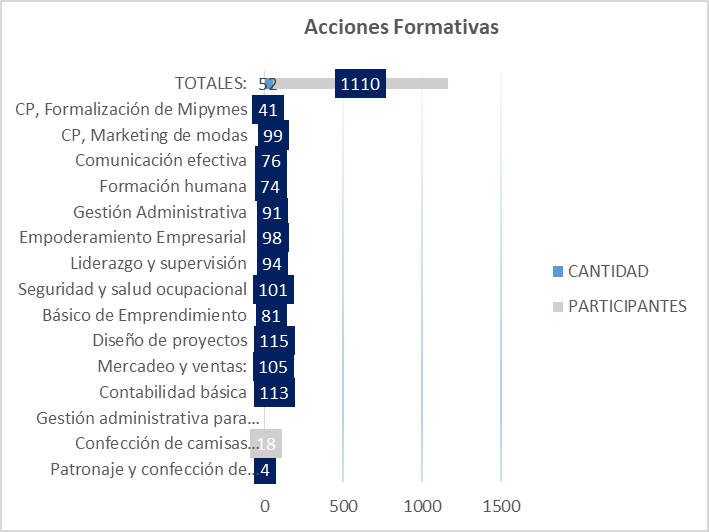 Acciones Formativas
TOTALES: 52 1110
CP, Formalización de Mipymes 41
CP, Marketing de modas 99
Comunicación efectiva 76
Formación humana 74
Gestión Administrativa 91
Empoderamiento Empresarial 98
Liderazgo y supervisión 94
Seguridad y salud ocupacional 101
Básico de Emprendimiento 81
Diseño de proyectos 115
Mercadeo y ventas: 105
Contabilidad básica 113
Gestión administrativa para…
Confección de camisas… 18
Patronaje y confección de… 4
0 500 1000 1500
CANTIDAD
PARTICIPANTES